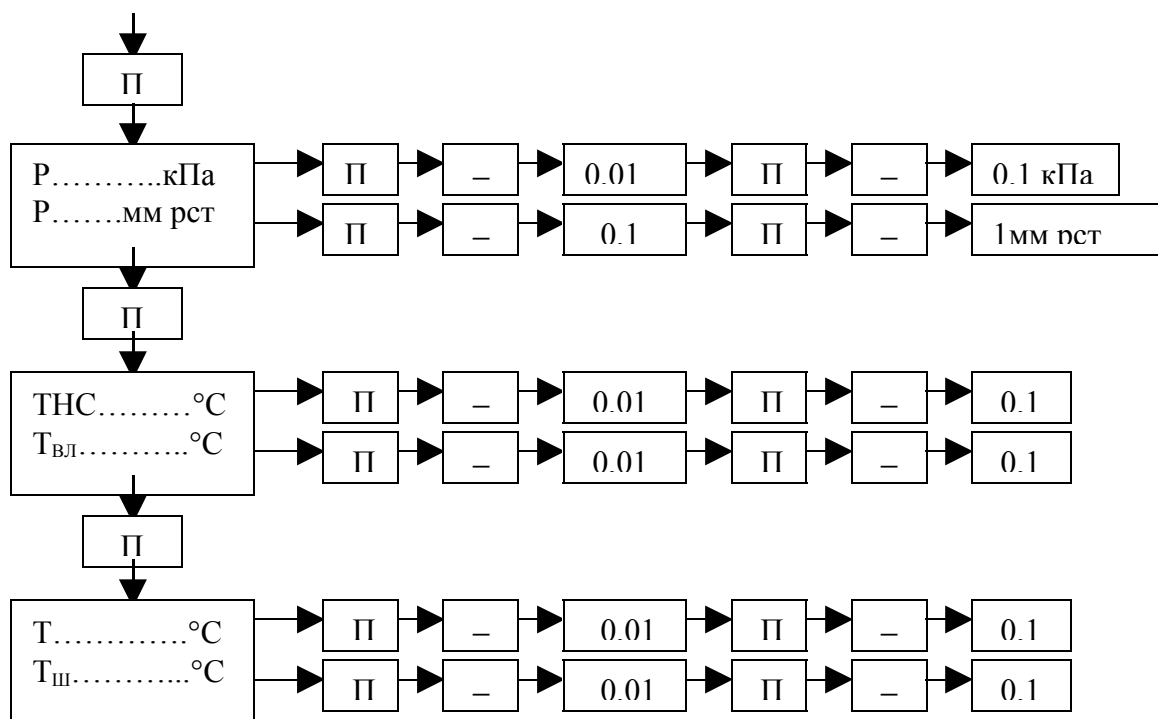 П
Р………..кПа
Р…….мм рст
П – 0.01 П – 0.1 кПа
П – 0.1 П – 1мм рст
П
ТНС………°С
ТВЛ………..°С
П – 0.01 П – 0.1
П – 0.01 П – 0.1
П
Т………….°С
ТШ………...°С
П – 0.01 П – 0.1
П – 0.01 П – 0.1